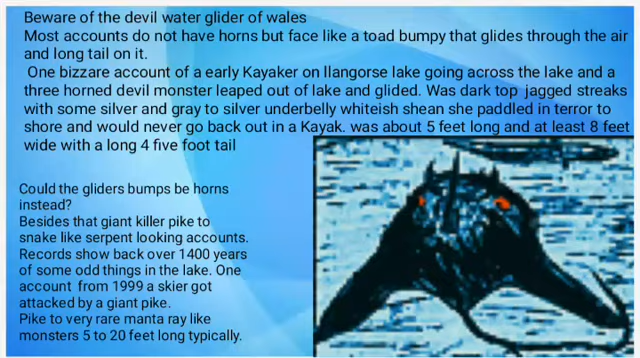 Beware of the devil water glider of wales
Most accounts do not have horns but face like a toad bumpy that glides through the air
and long tail on it.
One bizzare account of a early Kayaker on llangorse lake going across the lake and a
three horned devil monster leaped out of lake and glided. Was dark top jagged streaks
with some silver and gray to silver underbelly whiteish shean she paddled in terror to
shore and would never go back out in a Kayak. was about 5 feet long and at least 8 feet
wide with a long 4 five foot tail
Could the gliders bumps be horns
instead?
Besides that giant killer pike to
snake like serpent looking accounts.
Records show back over 1400 years
of some odd things in the lake. One
account from 1999 a skier got
attacked by a giant pike.
Pike to very rare manta ray like
monsters 5 to 20 feet long typically.